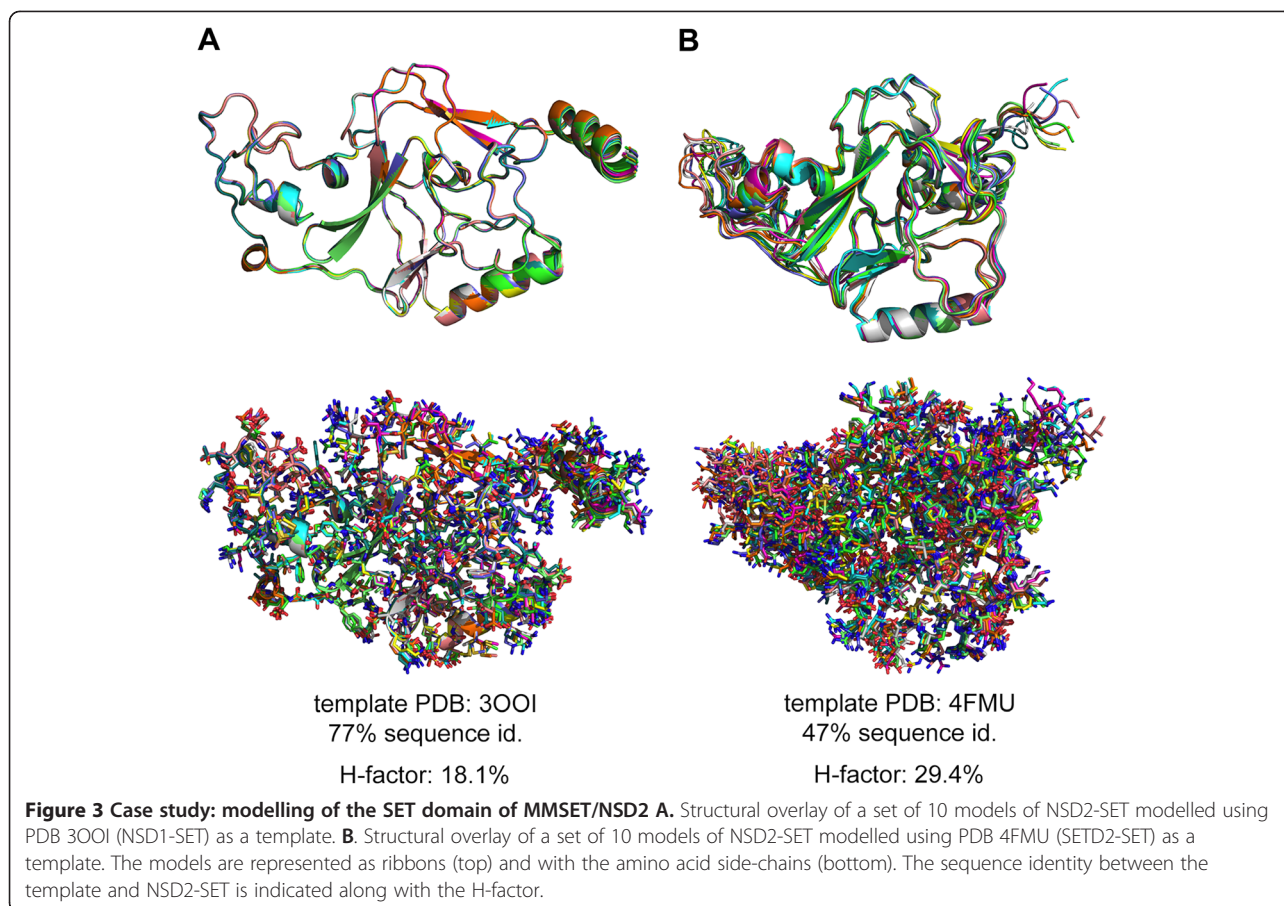 A
B
template PDB: 3OOI
77% sequence id.
H-factor: 18.1%
template PDB: 4FMU
47% sequence id.
H-factor: 29.4%
Figure 3 Case study: modelling of the SET domain of MMSET/NSD2 A. Structural overlay of a set of 10 models of NSD2-SET modelled using
PDB 3OOI (NSD1-SET) as a template. B. Structural overlay of a set of 10 models of NSD2-SET modelled using PDB 4FMU (SETD2-SET) as a
template. The models are represented as ribbons (top) and with the amino acid side-chains (bottom). The sequence identity between the
template and NSD2-SET is indicated along with the H-factor.